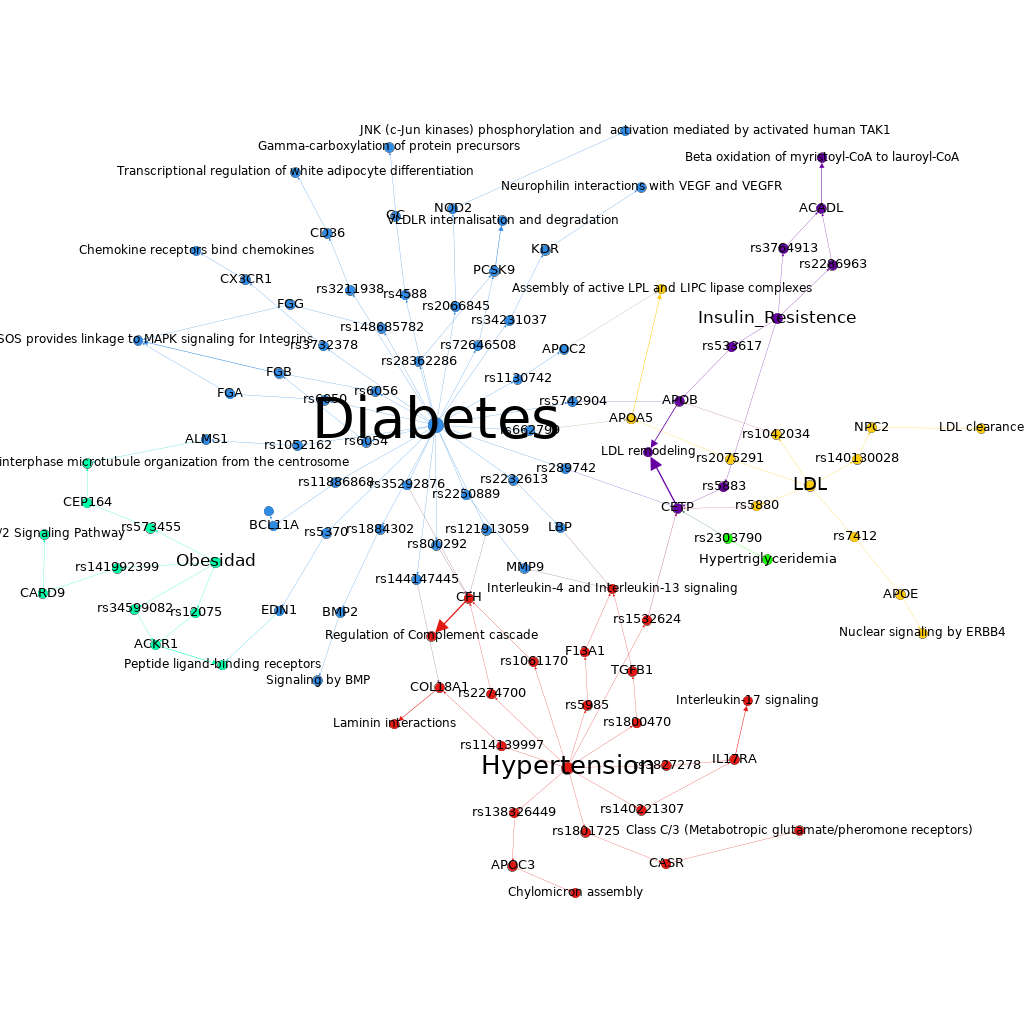 JNK (c-Jun kinases) phosphorylation and  activation mediated by activated human TAK1
Gamma-carboxylation of protein precursors
Beta oxidation of myristoyl-CoA to lauroyl-CoA
Transcriptional regulation of white adipocyte differentiation
Neurophilin interactions with VEGF and VEGFR
NOD2
ACADL
GC
VLDLR internalisation and degradation
CD36
Chemokine receptors bind chemokines
KDR
rs3764913
rs2286963
PCSK9
CX3CR1
rs3211938
rs4588
Assembly of active LPL and LIPC lipase complexes
FGG
rs2066845
Insulin_Resistence
rs34231037
rs148685782
SOS provides linkage to MAPK signaling for Integrins
rs3732378
rs72646508
APOC2
rs533617
rs28362286
FGB
rs1130742
FGA
rs6056
rs6050
rs5742904
APOB
Diabetes
APOA5
rs662799
NPC2
LDL clearance
rs1042034
ALMS1
rs1052162
rs6054
LDL remodeling
interphase microtubule organization from the centrosome
rs2075291
rs140130028
rs289742
rs11886868
rs35292876
rs2232613
rs5883
LDL
rs2250889
CEP164
CETP
rs5880
BCL11A
rs573455
/2 Signaling Pathway
rs5370
rs1884302
rs121913059
LBP
rs7412
rs2303790
rs800292
Obesidad
Hypertriglyceridemia
rs141992399
MMP9
rs144147445
Interleukin-4 and Interleukin-13 signaling
CARD9
CFH
APOE
rs34599082
rs12075
EDN1
BMP2
rs1532624
Regulation of Complement cascade
Nuclear signaling by ERBB4
ACKR1
F13A1
Peptide ligand-binding receptors
rs1061170
TGFB1
Signaling by BMP
COL18A1
rs2274700
Interleukin-17 signaling
rs5985
Laminin interactions
rs1800470
rs114139997
Hypertension
rs3827278
IL17RA
rs138326449
rs140221307
rs1801725
Class C/3 (Metabotropic glutamate/pheromone receptors)
APOC3
CASR
Chylomicron assembly